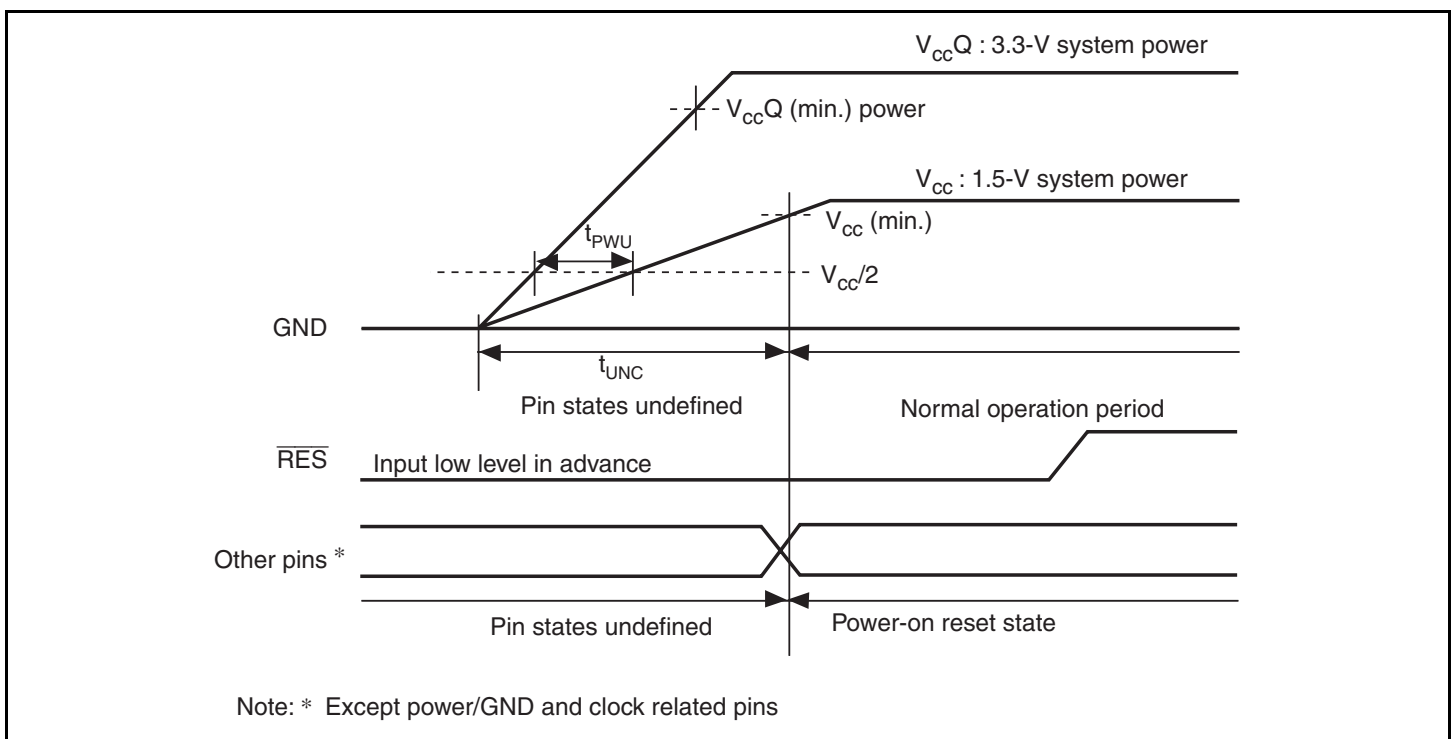 VccQ : 3.3-V system power
VccQ (min.) power
Vcc : 1.5-V system power
Vcc (min.)
tPWU
Vcc/2
GND
tUNC
Pin states undefined
Normal operation period
RES
Input low level in advance
Other pins *
Pin states undefined
Power-on reset state
Note: * Except power/GND and clock related pins